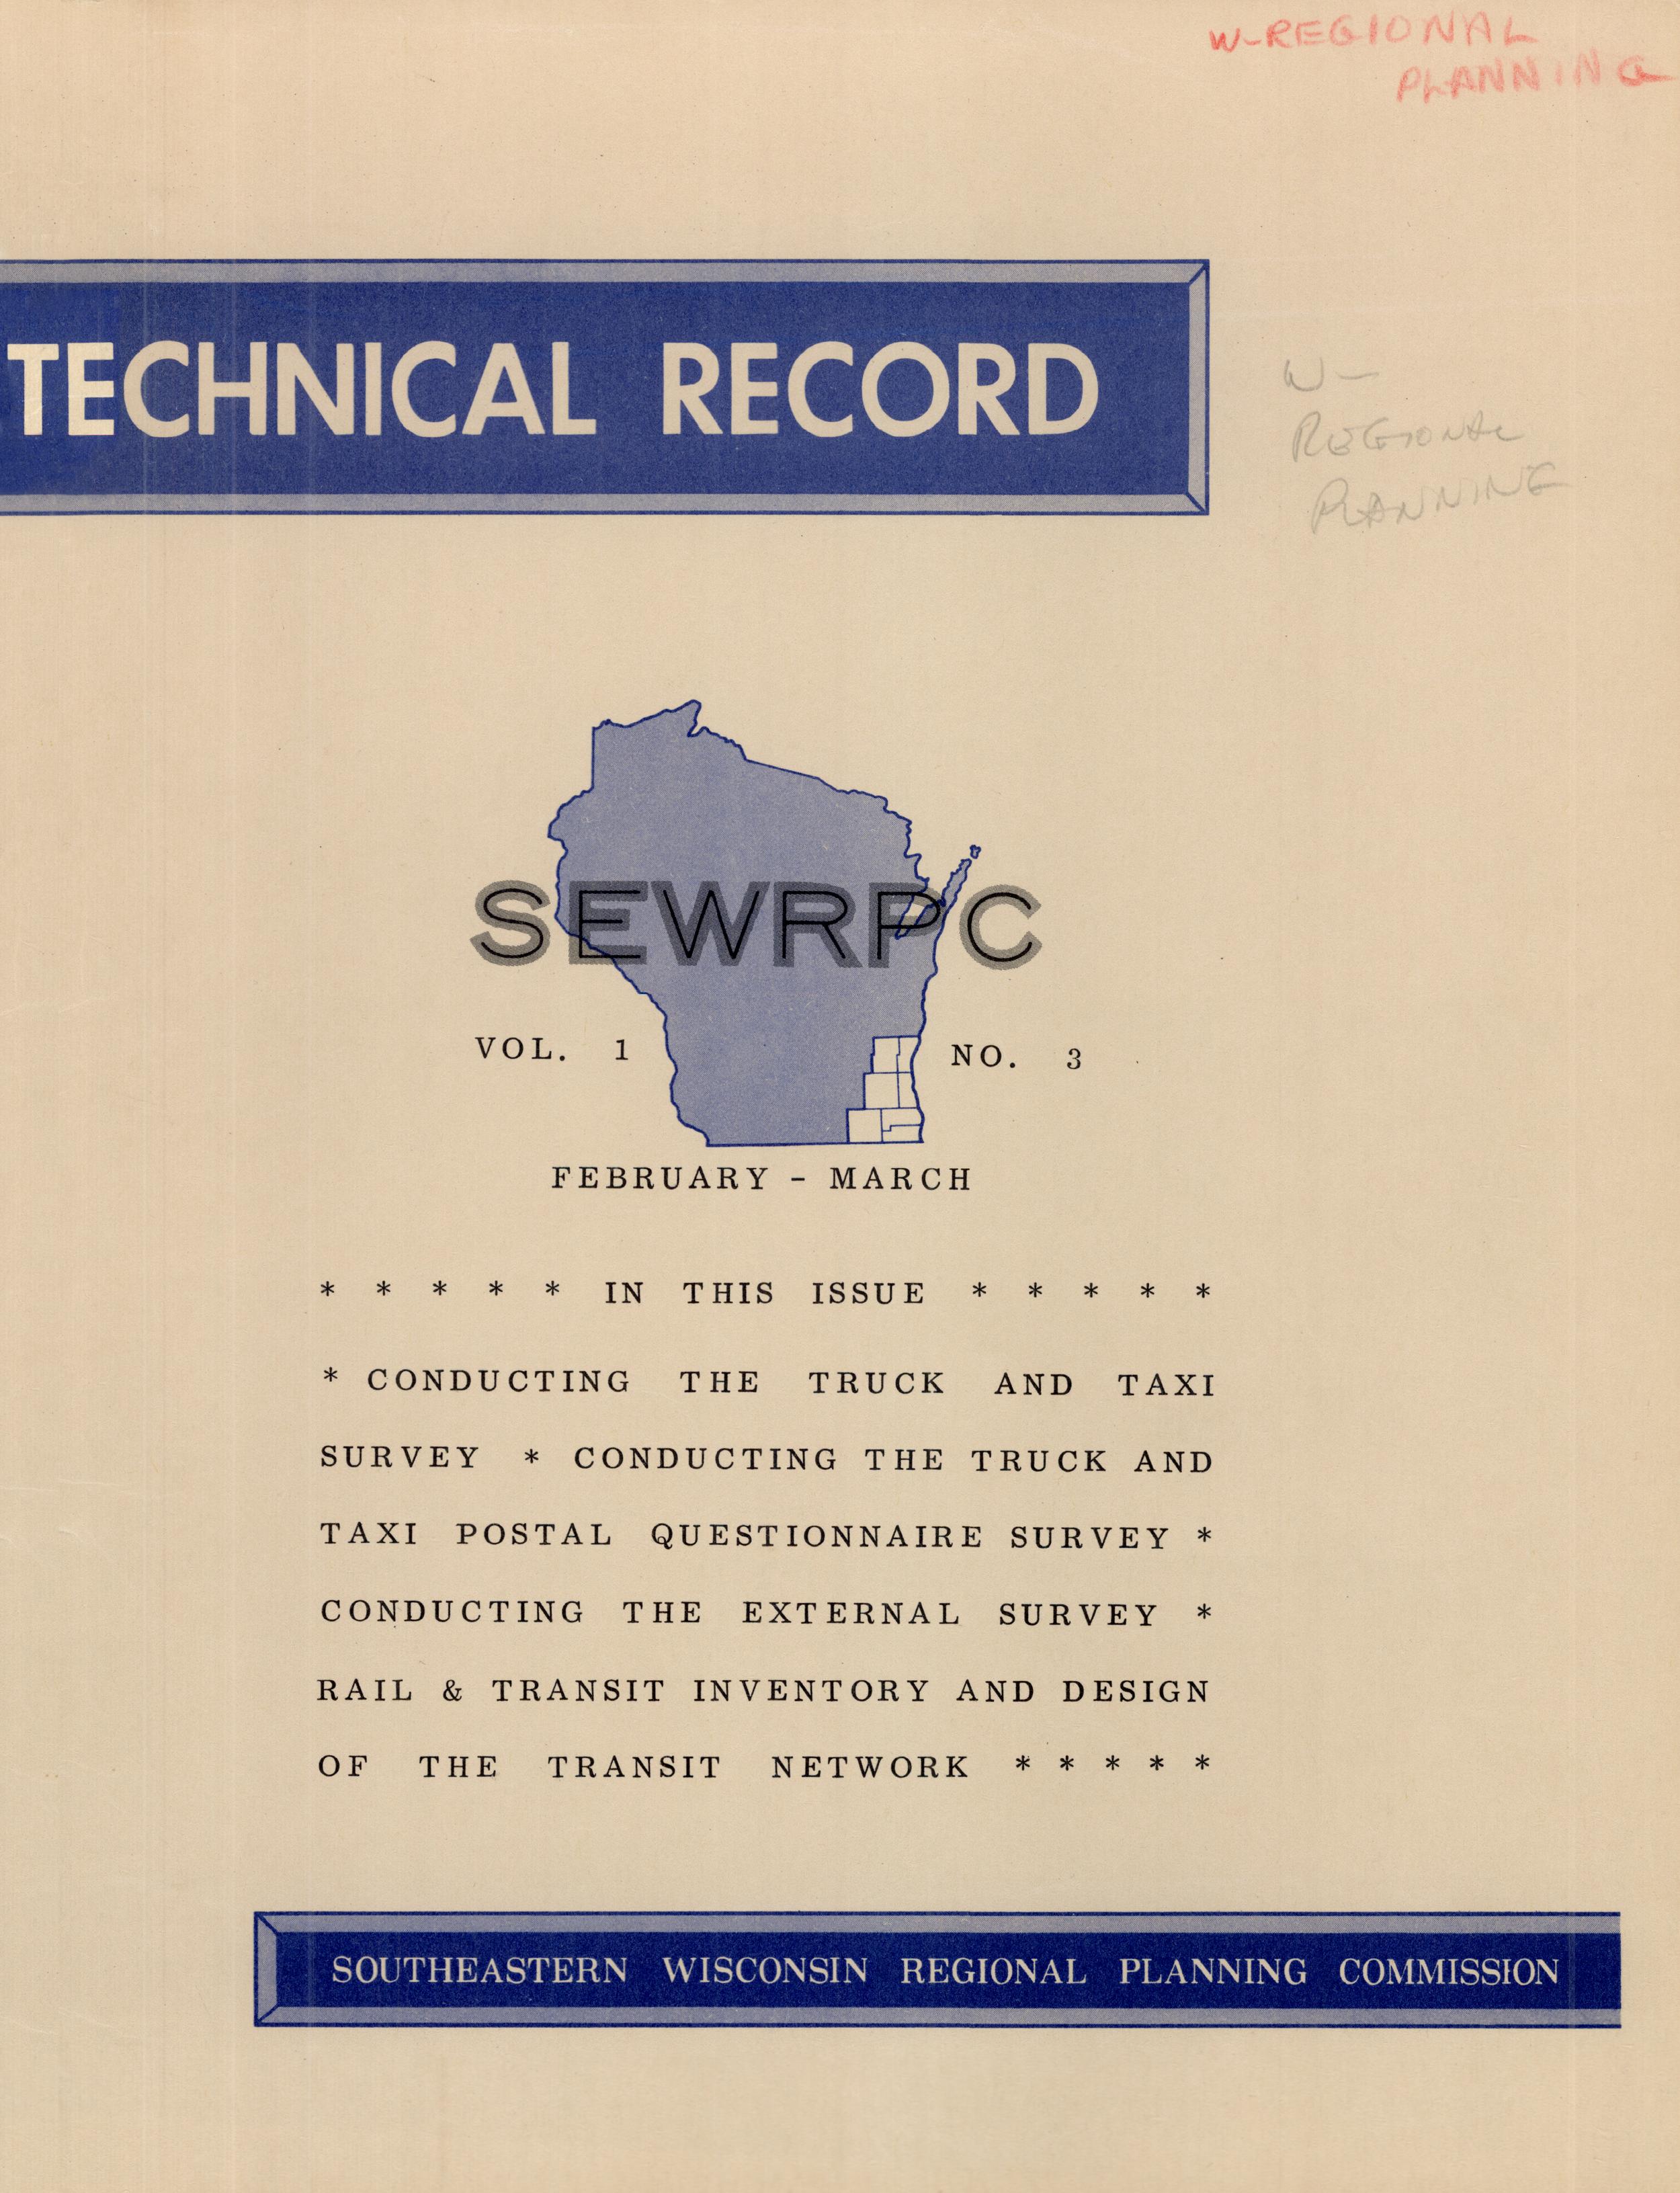 W-REGIONAL
PLANNING
TECHNICAL RECORD
W-
REGIONAL
PLANNING
SEWRPC
VOL. 1 NO. 3
FEBRUARY - MARCH
* * * * * IN THIS ISSUE * * * * *
* CONDUCTING THE TRUCK AND TAXI
SURVEY * CONDUCTING THE TRUCK AND
TAXI POSTAL QUESTIONNAIRE SURVEY *
CONDUCTING THE EXTERNAL SURVEY *
RAIL & TRANSIT INVENTORY AND DESIGN
OF THE TRANSIT NETWORK * * * * *
SOUTHEASTERN WISCONSIN REGIONAL PLANNING COMMISSION